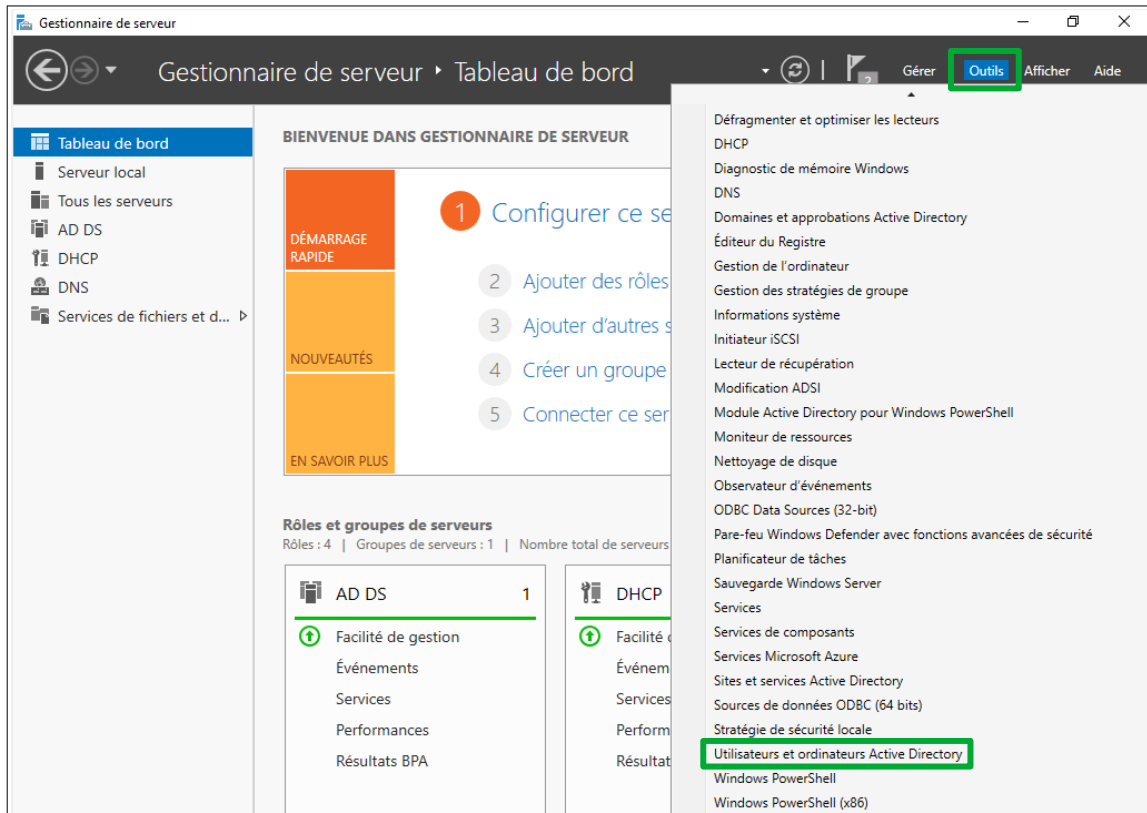 Gestionnaire de serveur
Gestionnaire de serveur • Tableau de bord
2
Gérer
Outils
Afficher
Aide
Tableau de bord
Serveur local
Tous les serveurs
AD DS
DHCP
DNS
Services de fichiers et d...
BIENVENUE DANS GESTIONNAIRE DE SERVEUR
DÉMARRAGE
RAPIDE
NOUVEAUTÉS
EN SAVOIR PLUS
1 Configurer ce se
2 Ajouter des rôles
3 Ajouter d'autres s
4 Créer un groupe
5 Connecter ce ser
Rôles et groupes de serveurs
Rôles : 4 | Groupes de serveurs : 1 | Nombre total de serveurs
AD DS 1
Facilité de gestion
Événements
Services
Performances
Résultats BPA
DHCP
Facilité d
Événem
Services
Perform
Résultat
Défragmenter et optimiser les lecteurs
DHCP
Diagnostic de mémoire Windows
DNS
Domaines et approbations Active Directory
Éditeur du Registre
Gestion de l'ordinateur
Gestion des stratégies de groupe
Informations système
Initiateur iSCSI
Lecteur de récupération
Modification ADSI
Module Active Directory pour Windows PowerShell
Moniteur de ressources
Nettoyage de disque
Observateur d'événements
ODBC Data Sources (32-bit)
Pare-feu Windows Defender avec fonctions avancées de sécurité
Planificateur de tâches
Sauvegarde Windows Server
Services
Services de composants
Services Microsoft Azure
Sites et services Active Directory
Sources de données ODBC (64 bits)
Stratégie de sécurité locale
Utilisateurs et ordinateurs Active Directory
Windows PowerShell
Windows PowerShell (x86)